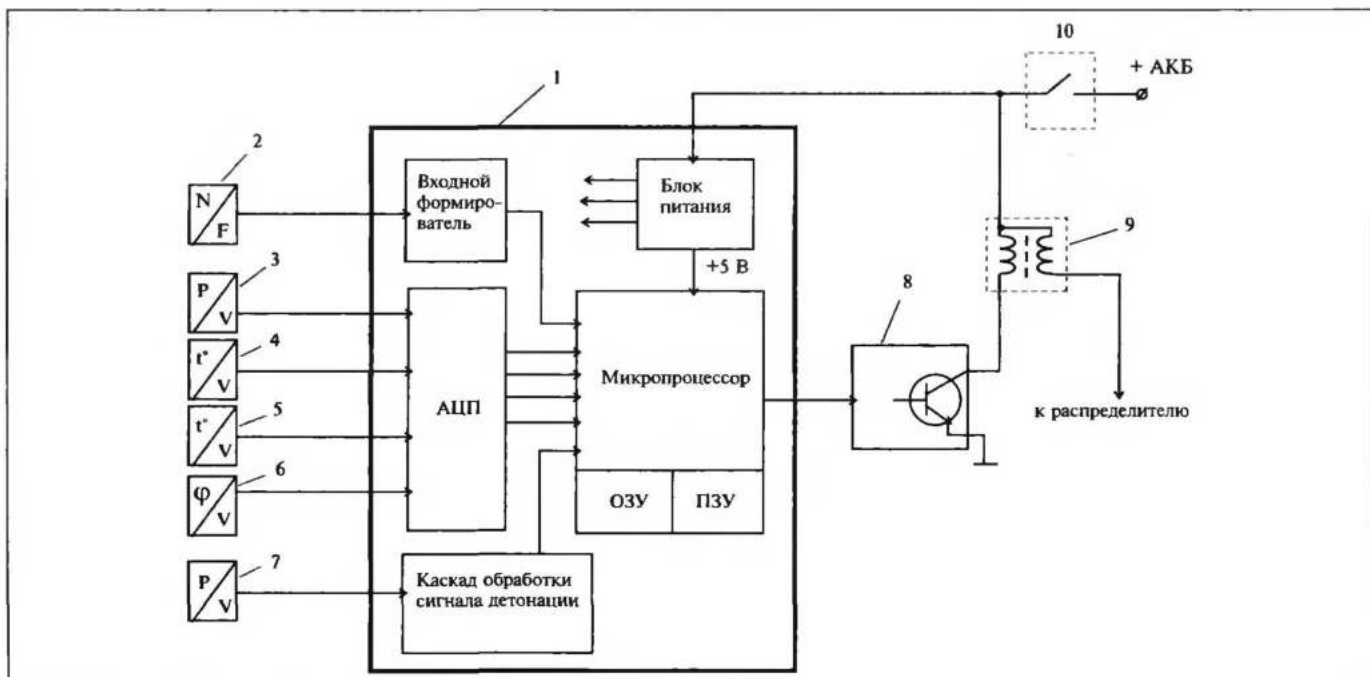 10
+ АКБ
1
2
Входной
формирo-
ватель
Блок
питания
N
F
9
3
+5 В
P
V
8
4
t°
V
Микропроцессор
АЦП
5
к распределителю
t°
V
6
φ
V
ОЗУ
ПЗУ
7
P
V
Каскад обработки
сигнала детонации